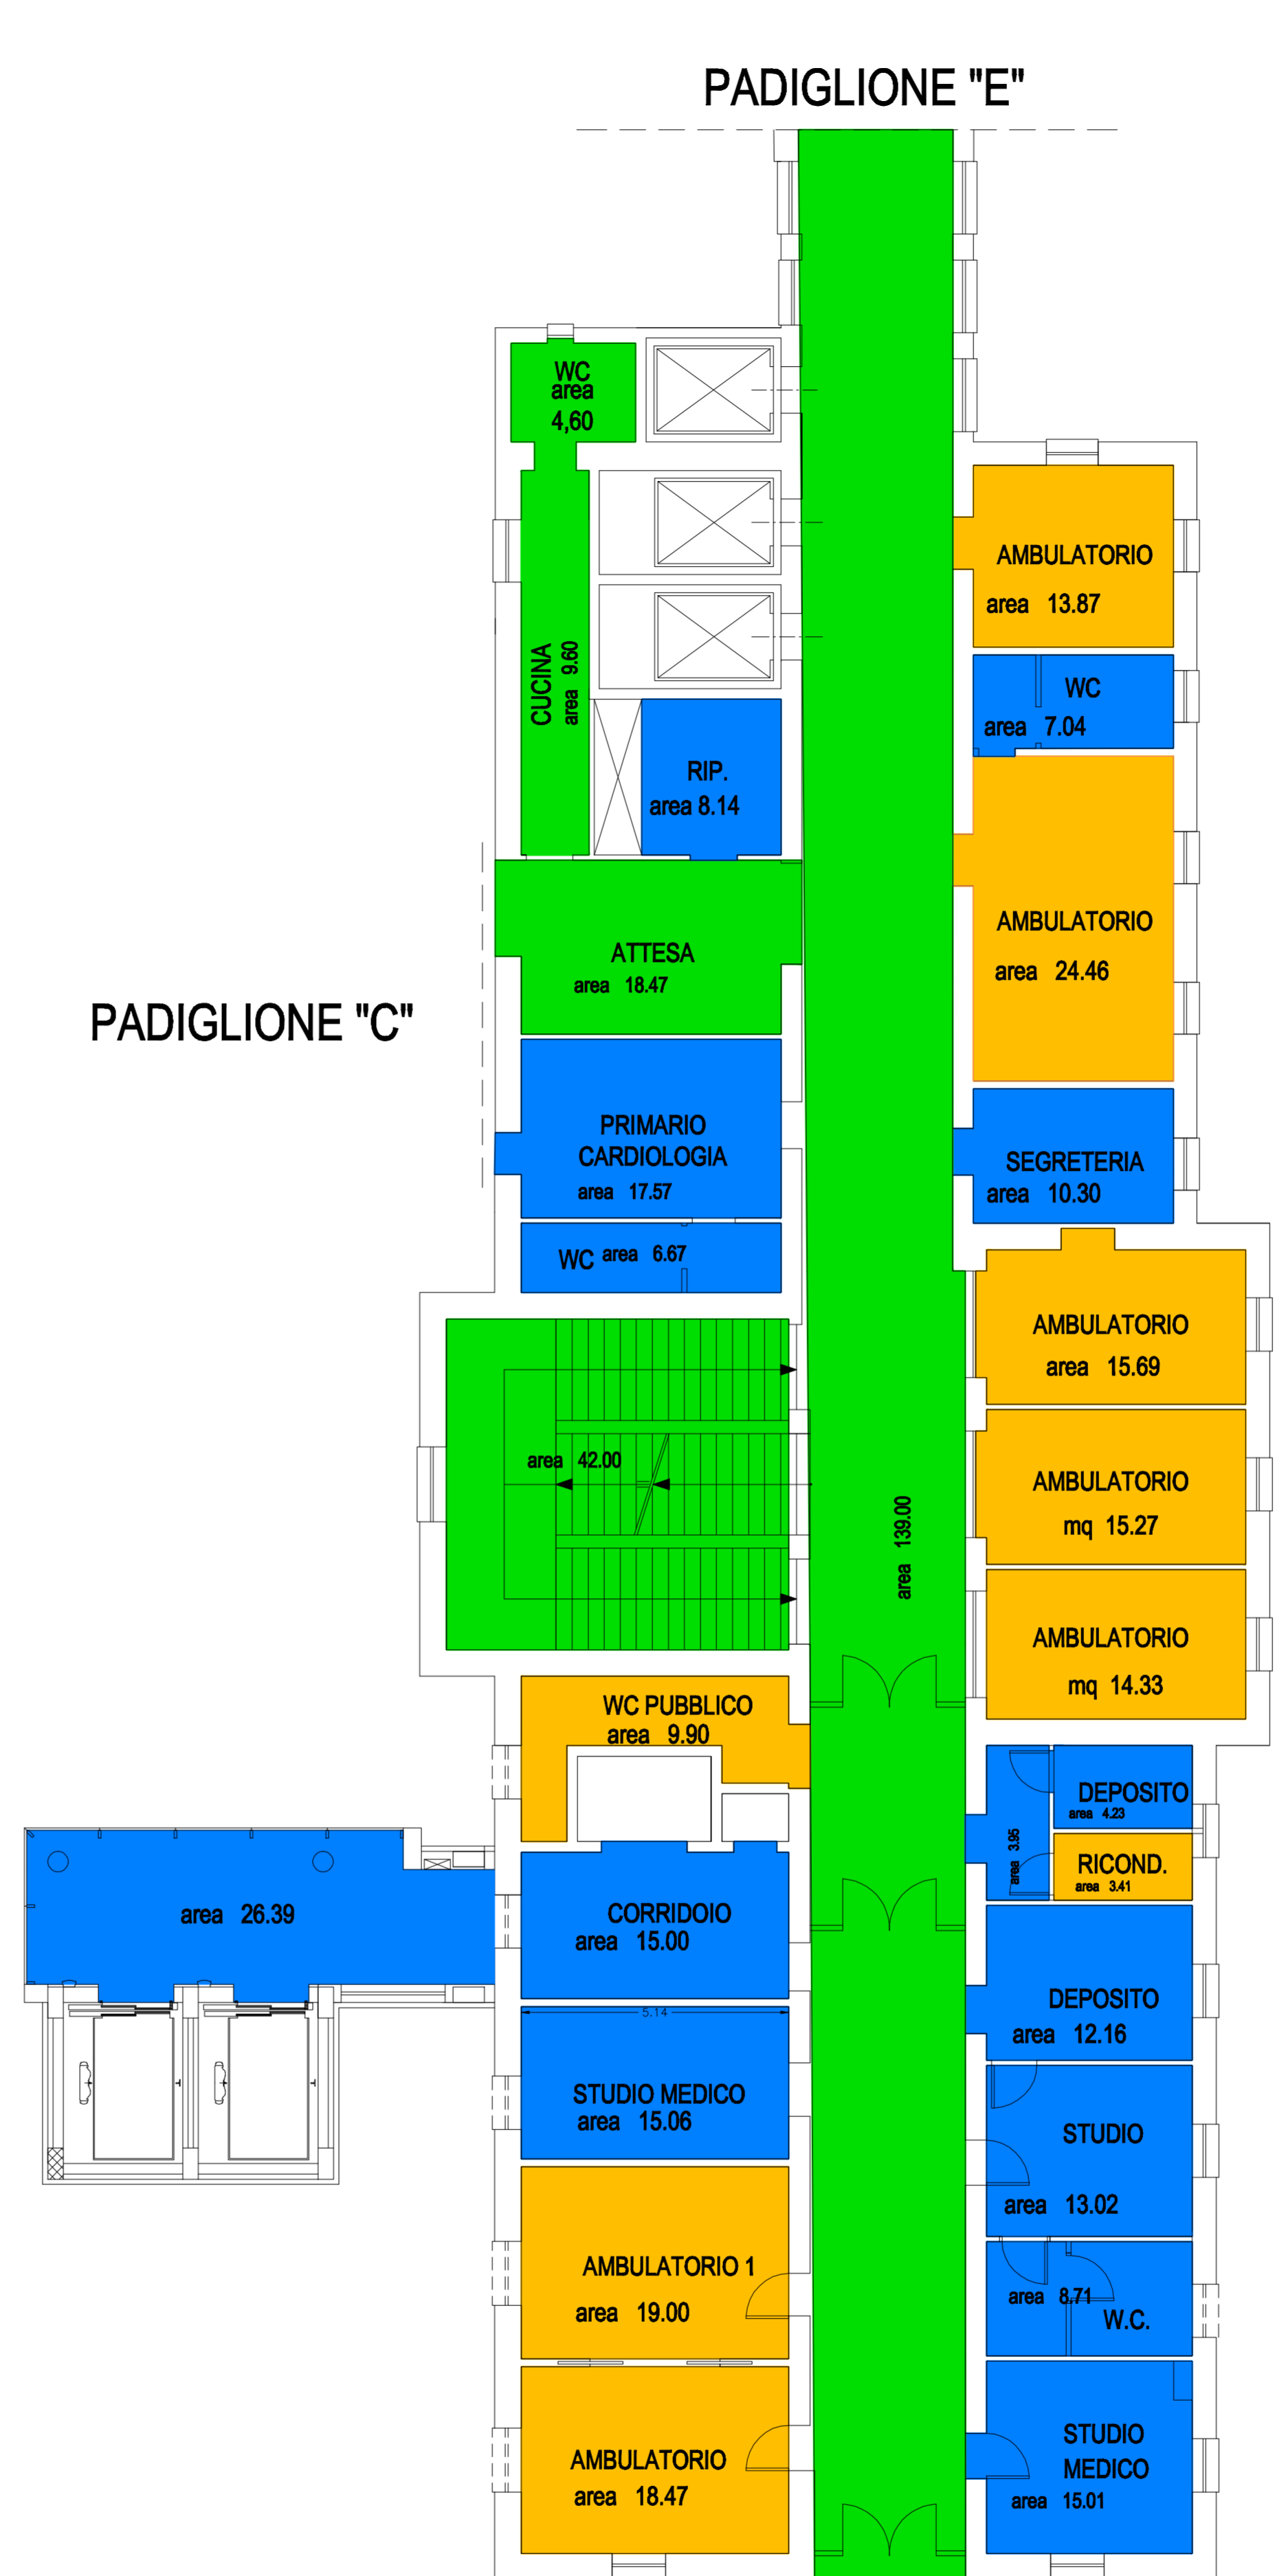 PADIGLIONE "E"
WC
area
4,60
AMBULATORIO
area 13.87
CUCINA
area 9.60
WC
area 7.04
RIP.
area 8.14
AMBULATORIO
area 24.46
ATTESA
area 18.47
PADIGLIONE "C"
PRIMARIO
CARDIOLOGIA
area 17.57
SEGRETERIA
area 10.30
WC area 6.67
AMBULATORIO
area 15.69
area 42.00
AMBULATORIO
mq 15.27
area 139.00
AMBULATORIO
mq 14.33
WC PUBBLICO
area 9.90
DEPOSITO
area 4.23
area 3.95
RICOND.
area 3.41
area 26.39
CORRIDOIO
area 15.00
DEPOSITO
area 12.16
5.14
STUDIO MEDICO
area 15.06
STUDIO
area 13.02
AMBULATORIO 1
area 19.00
area 8.71
W.C.
AMBULATORIO
area 18.47
STUDIO
MEDICO
area 15.01